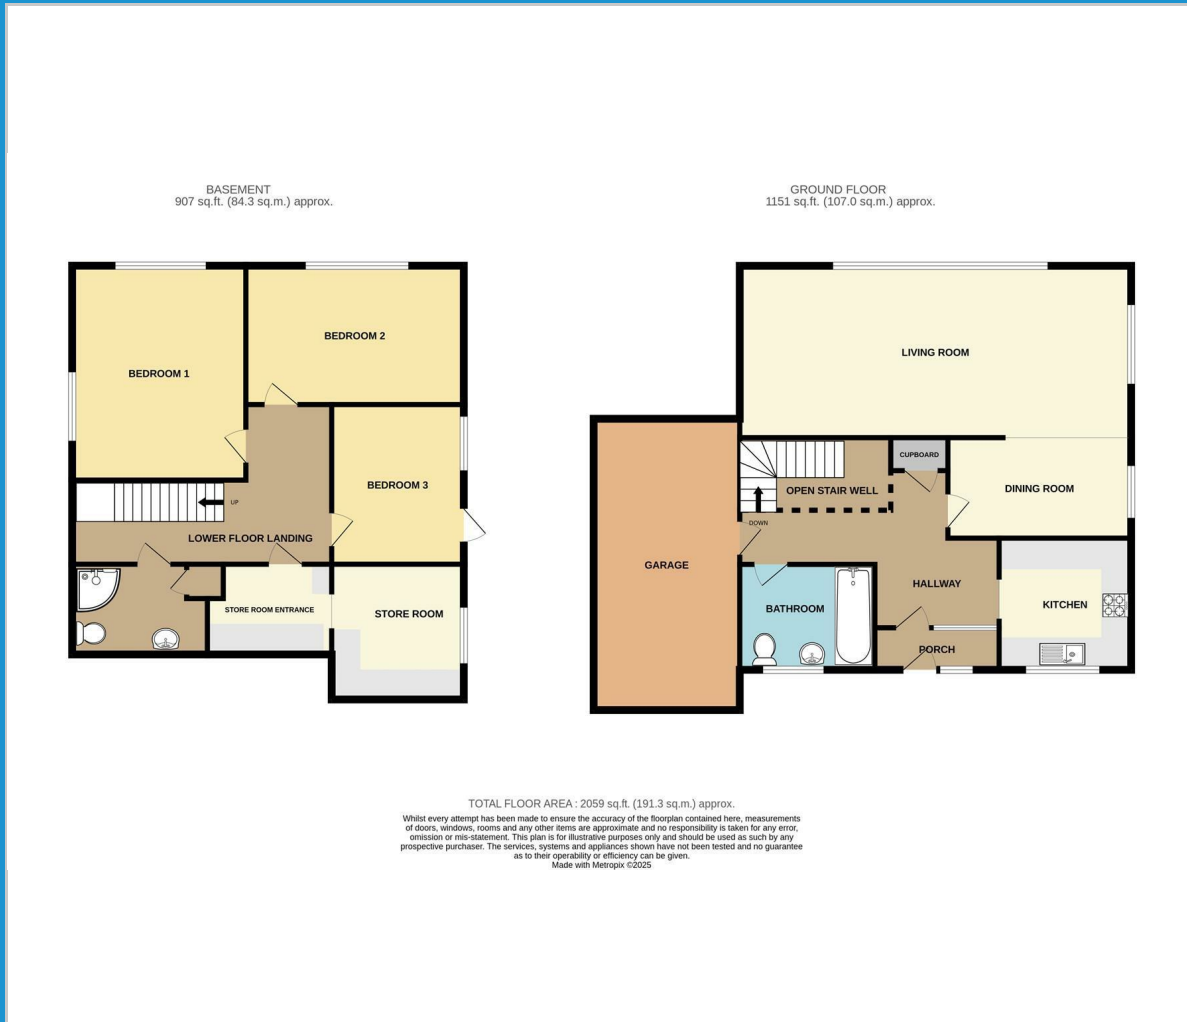 BASEMENT
907 sq.ft. (84.3 sq.m.) approx.
GROUND FLOOR
1151 sq.ft. (107.0 sq.m.) approx.
BEDROOM 1
BEDROOM 2
BEDROOM 3
UP
LOWER FLOOR LANDING
STORE ROOM ENTRANCE
STORE ROOM
LIVING ROOM
CUPBOARD
DINING ROOM
OPEN STAIR WELL
DOWN
GARAGE
HALLWAY
BATHROOM
KITCHEN
PORCH
TOTAL FLOOR AREA : 2059 sq.ft. (191.3 sq.m.) approx.
Whilst every attempt has been made to ensure the accuracy of the floorplan contained here, measurements
of doors, windows, rooms and any other items are approximate and no responsibility is taken for any error,
omission or mis-statement. This plan is for illustrative purposes only and should be used as such by any
prospective purchaser. The services, systems and appliances shown have not been tested and no guarantee
as to their operability or efficiency can be given.
Made with Metropix ©2025